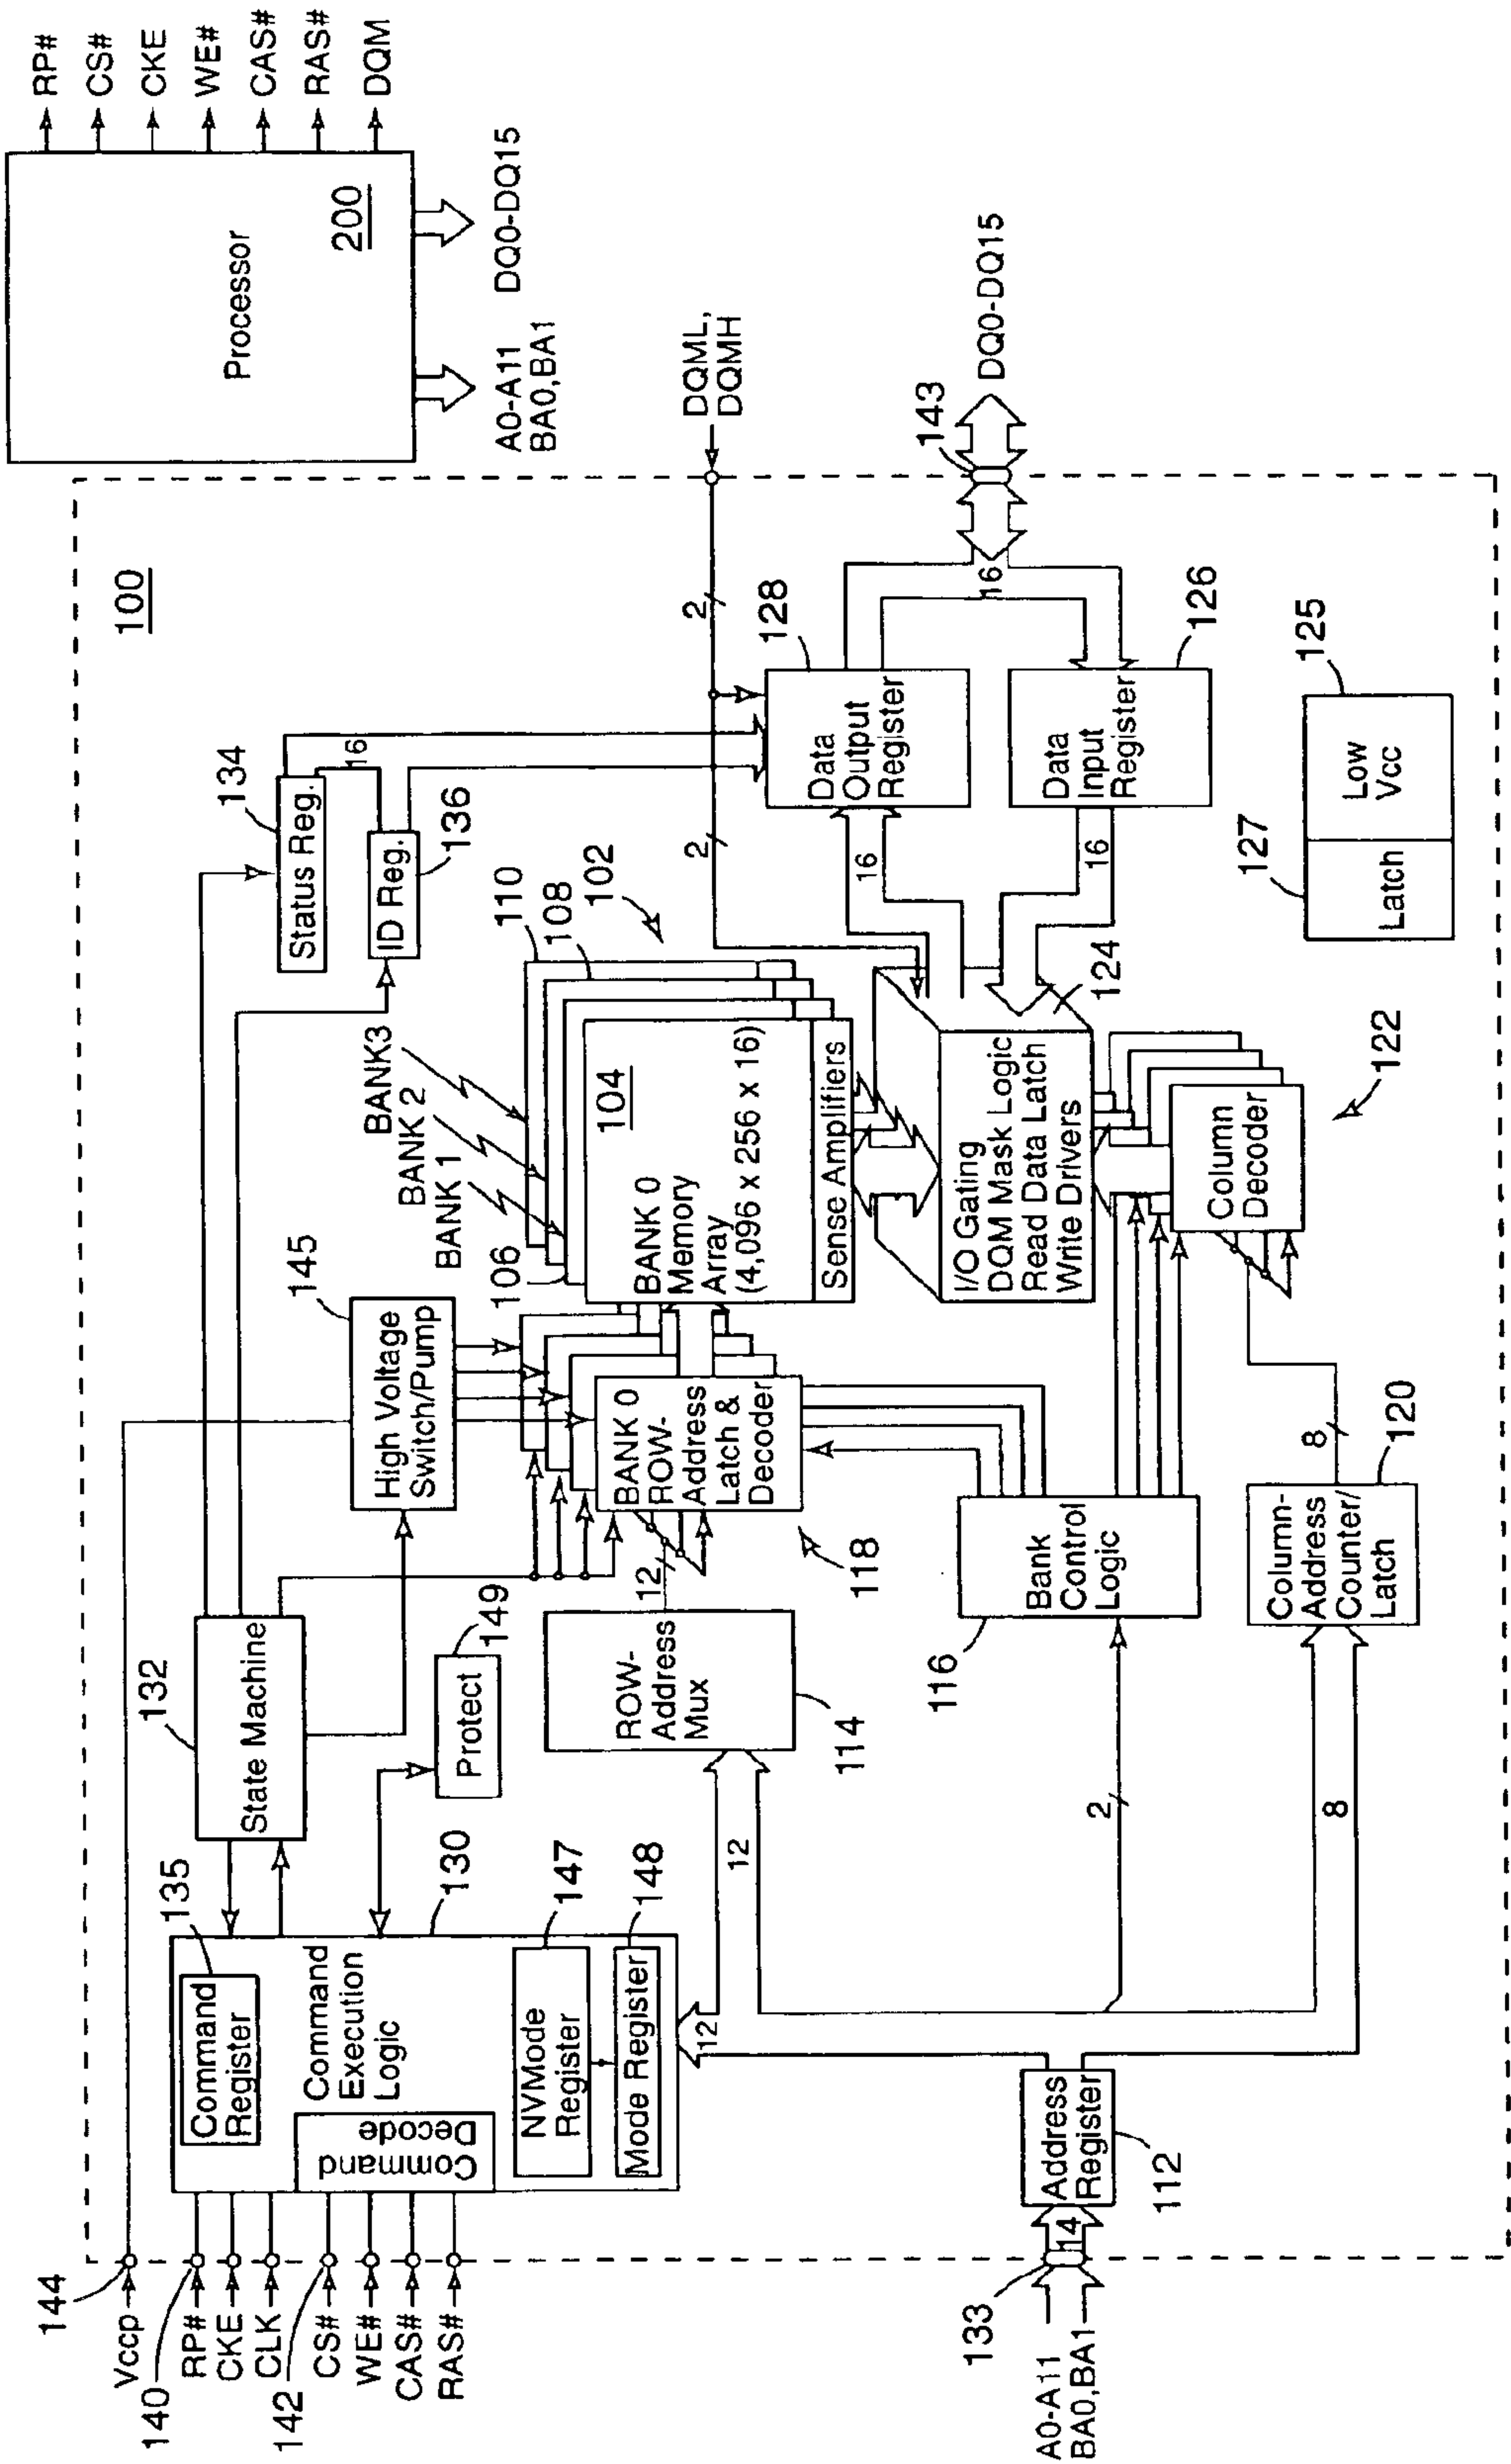 RP#
CS#
CKE
WE#
CAS#
RAS#
DQM
Processor
200
A0-A11
BA0,BA1
DQ0-DQ15
100
144
Vccp
140
RP#
CKE
CLK
142
CS#
WE#
CAS#
RAS#
135
Command
Register
Command
Execution
Logic
Command
Decode
130
NVMode
Register
147
Mode Register
148
132
State Machine
149
Protect
145
High Voltage
Switch/Pump
134
Status Reg.
16
ID Reg.
136
BANK3
BANK 2
BANK 1
106
110
108
102
104
BANK 0
Memory
Array
(4,096 x 256 x 16)
Sense Amplifiers
BANK 0
ROW-
Address
Latch &
Decoder
118
12
ROW-
Address
Mux
114
12
12
DQML,
DQMH
2
2
128
Data
Output
Register
16
16
143
DQ0-DQ15
Data
Input
Register
126
16
I/O Gating
DQM Mask Logic
Read Data Latch
Write Drivers
124
122
Column
Decoder
116
Bank
Control
Logic
2
8
120
Column-
Address
Counter/
Latch
8
127
Latch
Low
Vcc
125
133
14
Address
Register
112
A0-A11
BA0,BA1